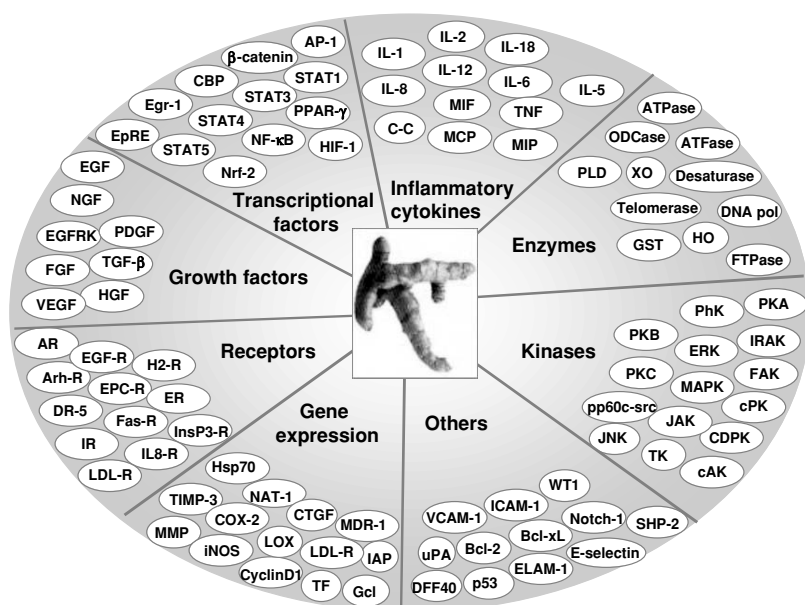 AP-1
β-catenin
STAT1
CBP
STAT3
PPAR-γ
Egr-1
STAT4
NF-κB
HIF-1
EpRE
STAT5
Nrf-2
Transcriptional
factors
IL-2
IL-18
IL-1
IL-12
IL-6
IL-5
IL-8
MIF
TNF
C-C
MCP
MIP
Inflammatory
cytokines
ATPase
ODCase
ATFase
PLD
XO
Desaturase
Telomerase
DNA pol
GST
HO
FTPase
Enzymes
PhK
PKA
PKB
ERK
IRAK
PKC
MAPK
FAK
pp60c-src
JAK
cPK
JNK
TK
CDPK
cAK
Kinases
Others
WT1
ICAM-1
VCAM-1
Notch-1
SHP-2
Bcl-xL
uPA
Bcl-2
E-selectin
ELAM-1
DFF40
p53
Gene
expression
Hsp70
NAT-1
TIMP-3
CTGF
COX-2
MDR-1
MMP
iNOS
LOX
LDL-R
IAP
CyclinD1
TF
Gcl
Receptors
AR
EGF-R
H2-R
Arh-R
EPC-R
ER
DR-5
Fas-R
InsP3-R
IR
IL8-R
LDL-R
Growth factors
EGF
NGF
EGFRK
PDGF
FGF
TGF-β
VEGF
HGF